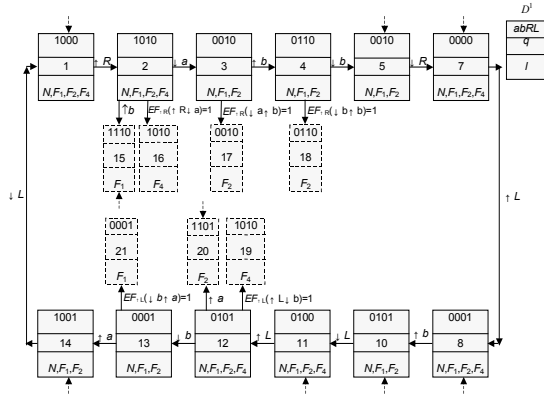 D¹
abRL
q
l
1000
1
N,F₁,F₂,F₄
↑ R
1010
2
N,F₁,F₂,F₄
↓ a
0010
3
N,F₁,F₂
↑ b
0110
4
N,F₁,F₂
↓ b
0010
5
N,F₁,F₂
↓ R
0000
7
N,F₁,F₂
↑b
EF↑R(↑ R↓ a)=1
EF↑R(↓ a↑ b)=1
EF↑R(↓ b↑ b)=1
1110
15
F₁
1010
16
F₄
0010
17
F₂
0110
18
F₂
↓ L
↑ L
0001
21
F₁
1101
20
F₂
1010
19
F₄
EF↑L(↓ b↑ a)=1
↑ a
EF↑L(↑ L↓ b)=1
1001
14
N,F₁,F₂
↑ a
0001
13
N,F₁,F₂
↓ b
0101
12
N,F₁,F₂,F₄
↑ L
0100
11
N,F₁,F₂
↓ L
0101
10
N,F₁,F₂
↑ b
0001
8
N,F₁,F₂